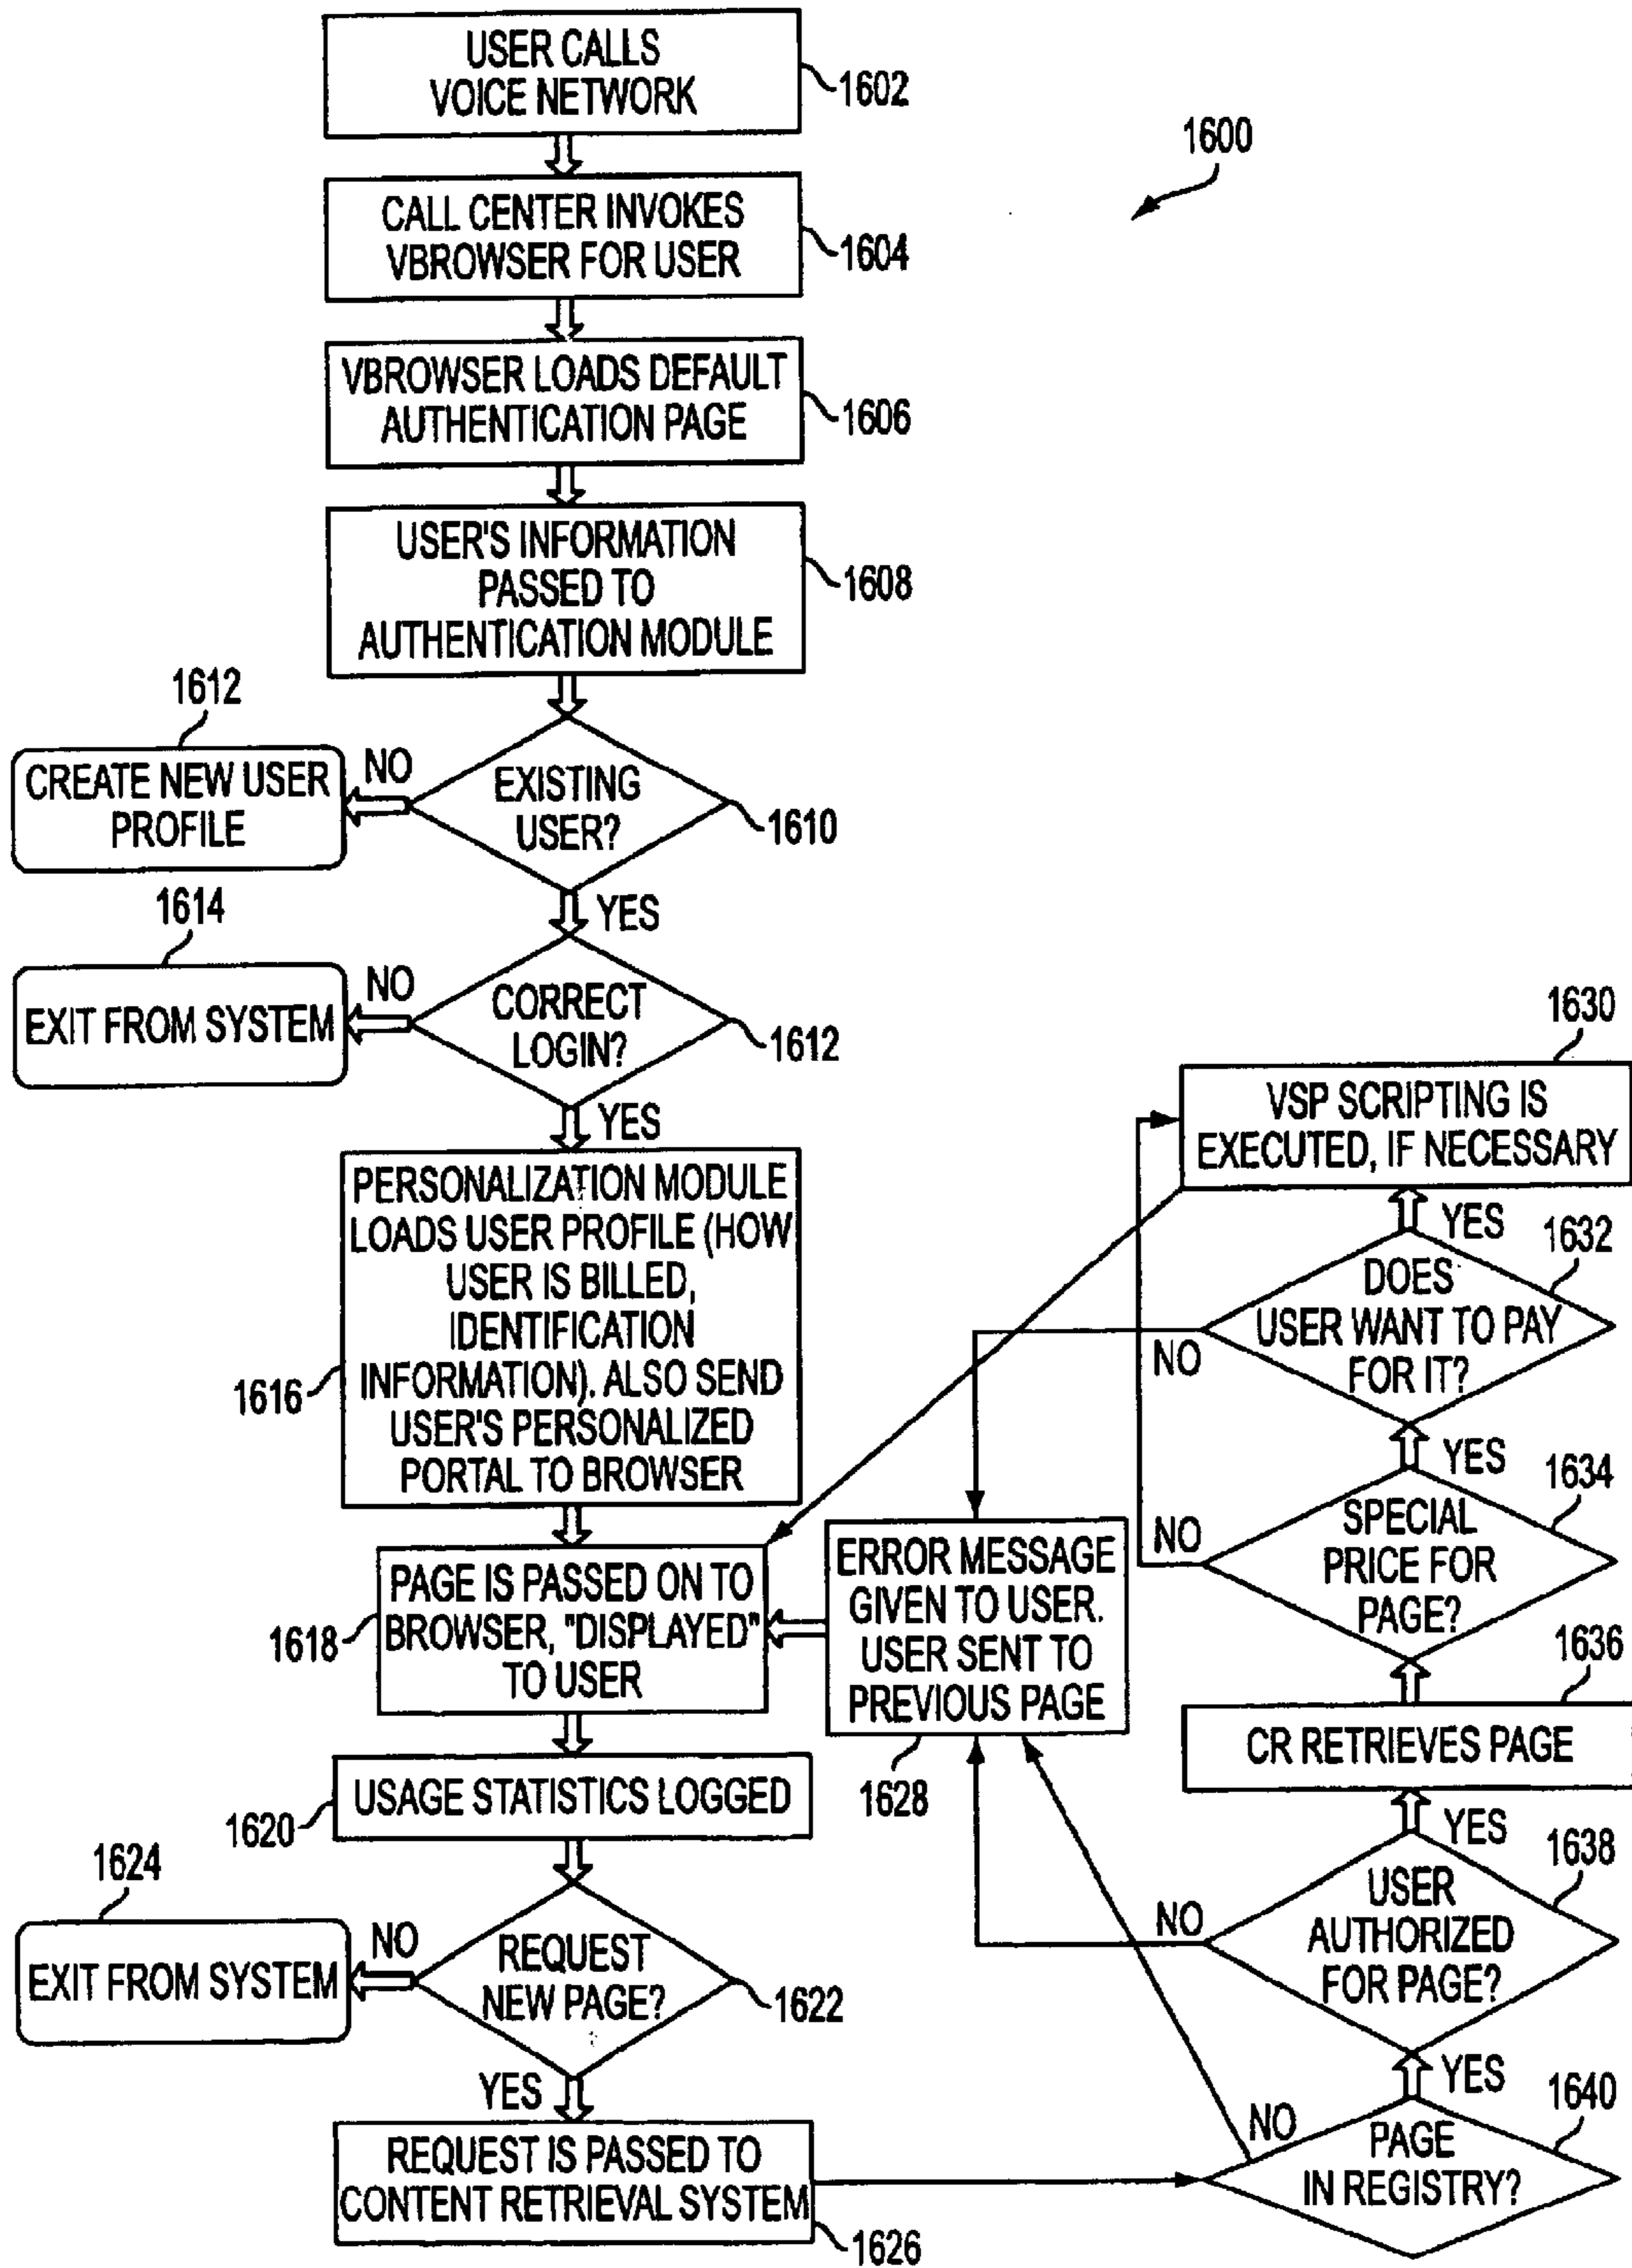 USER CALLS
VOICE NETWORK
1602
1600
CALL CENTER INVOKES
VBROWSER FOR USER
1604
VBROWSER LOADS DEFAULT
AUTHENTICATION PAGE
1606
USER'S INFORMATION
PASSED TO
AUTHENTICATION MODULE
1608
1612
CREATE NEW USER
PROFILE
NO
EXISTING
USER?
1610
YES
1614
EXIT FROM SYSTEM
NO
CORRECT
LOGIN?
1612
YES
PERSONALIZATION MODULE
LOADS USER PROFILE (HOW
USER IS BILLED,
IDENTIFICATION
INFORMATION). ALSO SEND
USER'S PERSONALIZED
PORTAL TO BROWSER
1616
PAGE IS PASSED ON TO
BROWSER, "DISPLAYED"
TO USER
1618
USAGE STATISTICS LOGGED
1620
1624
EXIT FROM SYSTEM
NO
REQUEST
NEW PAGE?
1622
YES
REQUEST IS PASSED TO
CONTENT RETRIEVAL SYSTEM
1626
ERROR MESSAGE
GIVEN TO USER.
USER SENT TO
PREVIOUS PAGE
1628
1630
VSP SCRIPTING IS
EXECUTED, IF NECESSARY
YES
1632
DOES
USER WANT TO PAY
FOR IT?
NO
YES
1634
SPECIAL
PRICE FOR
PAGE?
NO
1636
CR RETRIEVES PAGE
YES
1638
USER
AUTHORIZED
FOR PAGE?
NO
YES
1640
PAGE
IN REGISTRY?
NO